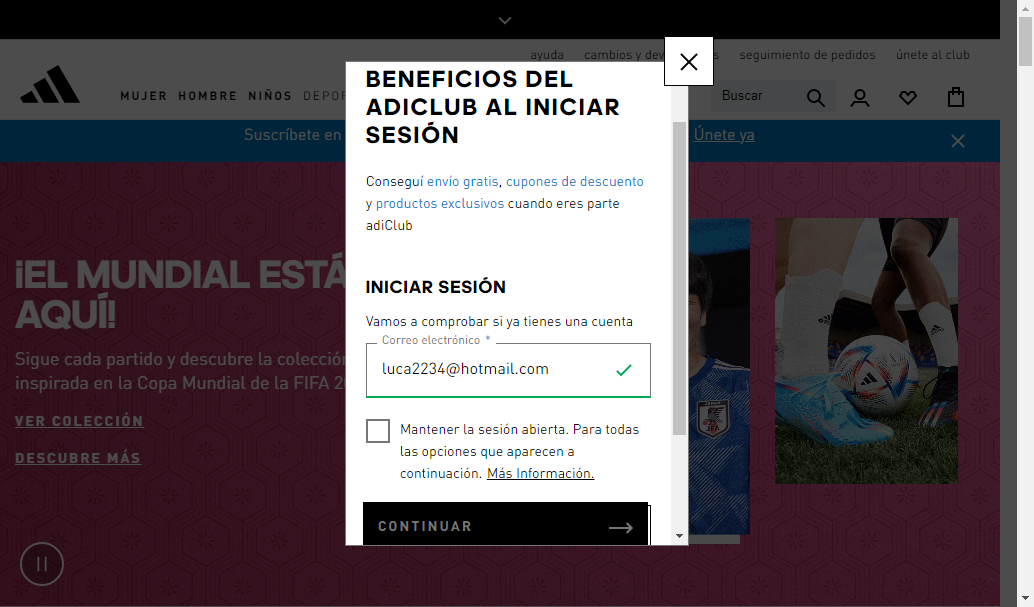 ayuda cambios y dev s seguimiento de pedidos únete al club
MUJER HOMBRE NIÑOS DEPOR
Buscar
Suscríbete en
Únete ya
BENEFICIOS DEL
ADICLUB AL INICIAR
SESIÓN
Conseguí envío gratis, cupones de descuento
y productos exclusivos cuando eres parte
adiClub
INICIAR SESIÓN
Vamos a comprobar si ya tienes una cuenta
Correo electrónico *
luca2234@hotmail.com
Mantener la sesión abierta. Para todas
las opciones que aparecen a
continuación. Más Información.
CONTINUAR
¡EL MUNDIAL ESTÁ
AQUÍ!
Sigue cada partido y descubre la colección
inspirada en la Copa Mundial de la FIFA 2
VER COLECCIÓN
DESCUBRE MÁS